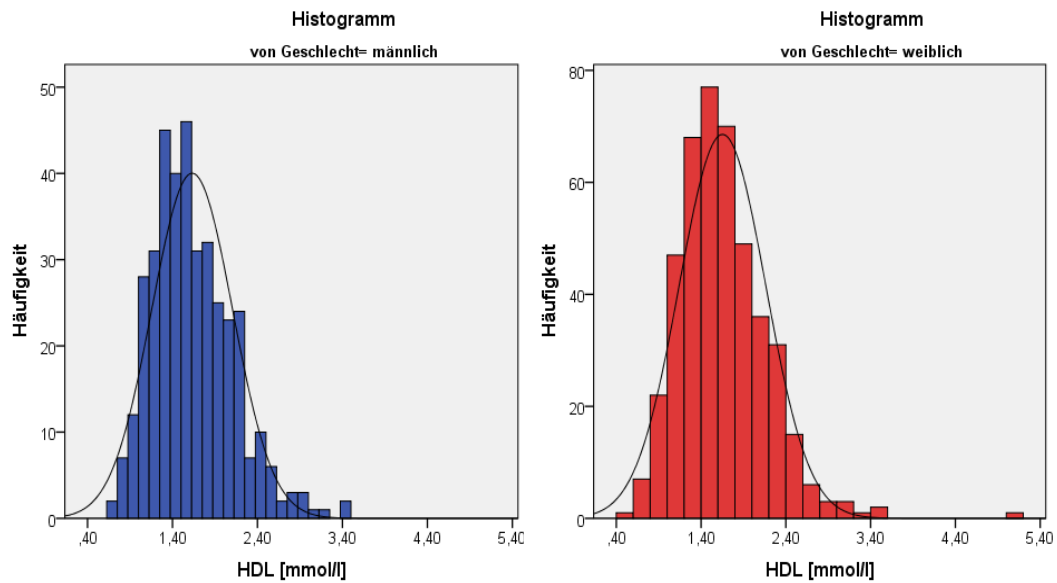 Histogramm
von Geschlecht= männlich
Häufigkeit
50
40
30
20
10
0
,40 1,40 2,40 3,40 4,40 5,40
HDL [mmol/l]
Histogramm
von Geschlecht= weiblich
Häufigkeit
80
60
40
20
0
,40 1,40 2,40 3,40 4,40 5,40
HDL [mmol/l]